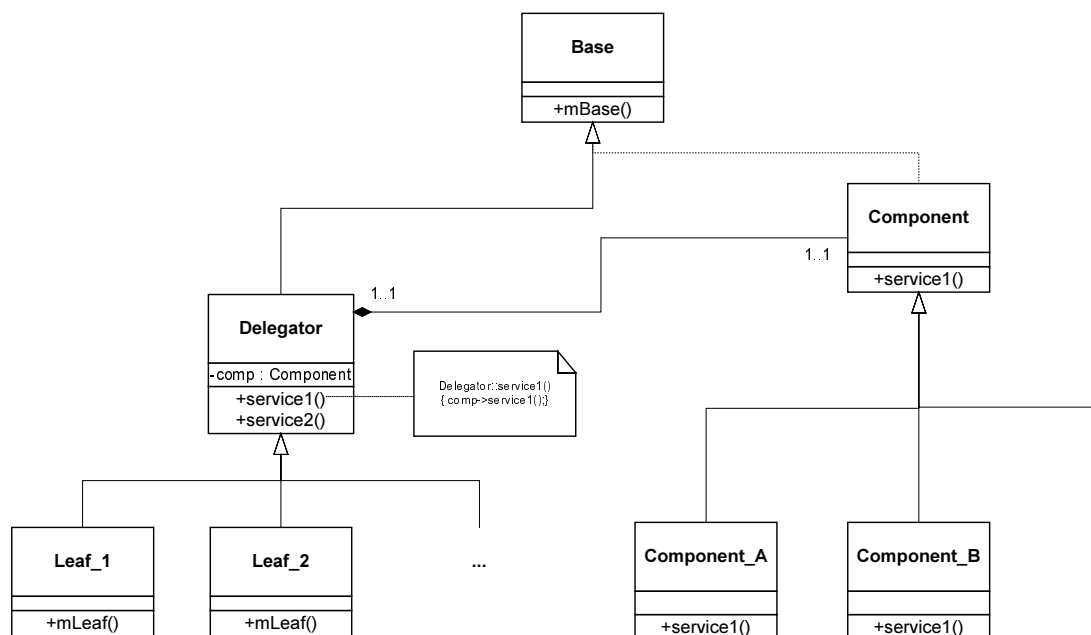 Base
+mBase()
Component
+service1()
1..1
1..1
Delegator
-comp : Component
+service1()
+service2()
Delegator::service1()
{ comp->service1();}
Leaf_1
+mLeaf()
Leaf_2
+mLeaf()
...
Component_A
+service1()
Component_B
+service1()